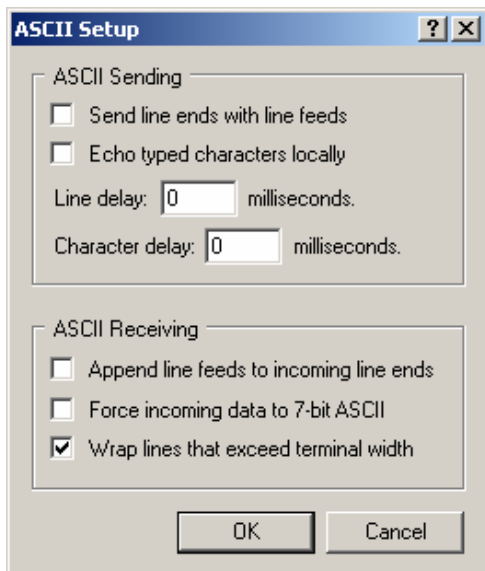 ASCII Setup
ASCII Sending
Send line ends with line feeds
Echo typed characters locally
Line delay: 0 milliseconds.
Character delay: 0 milliseconds.
ASCII Receiving
Append line feeds to incoming line ends
Force incoming data to 7-bit ASCII
Wrap lines that exceed terminal width
OK Cancel